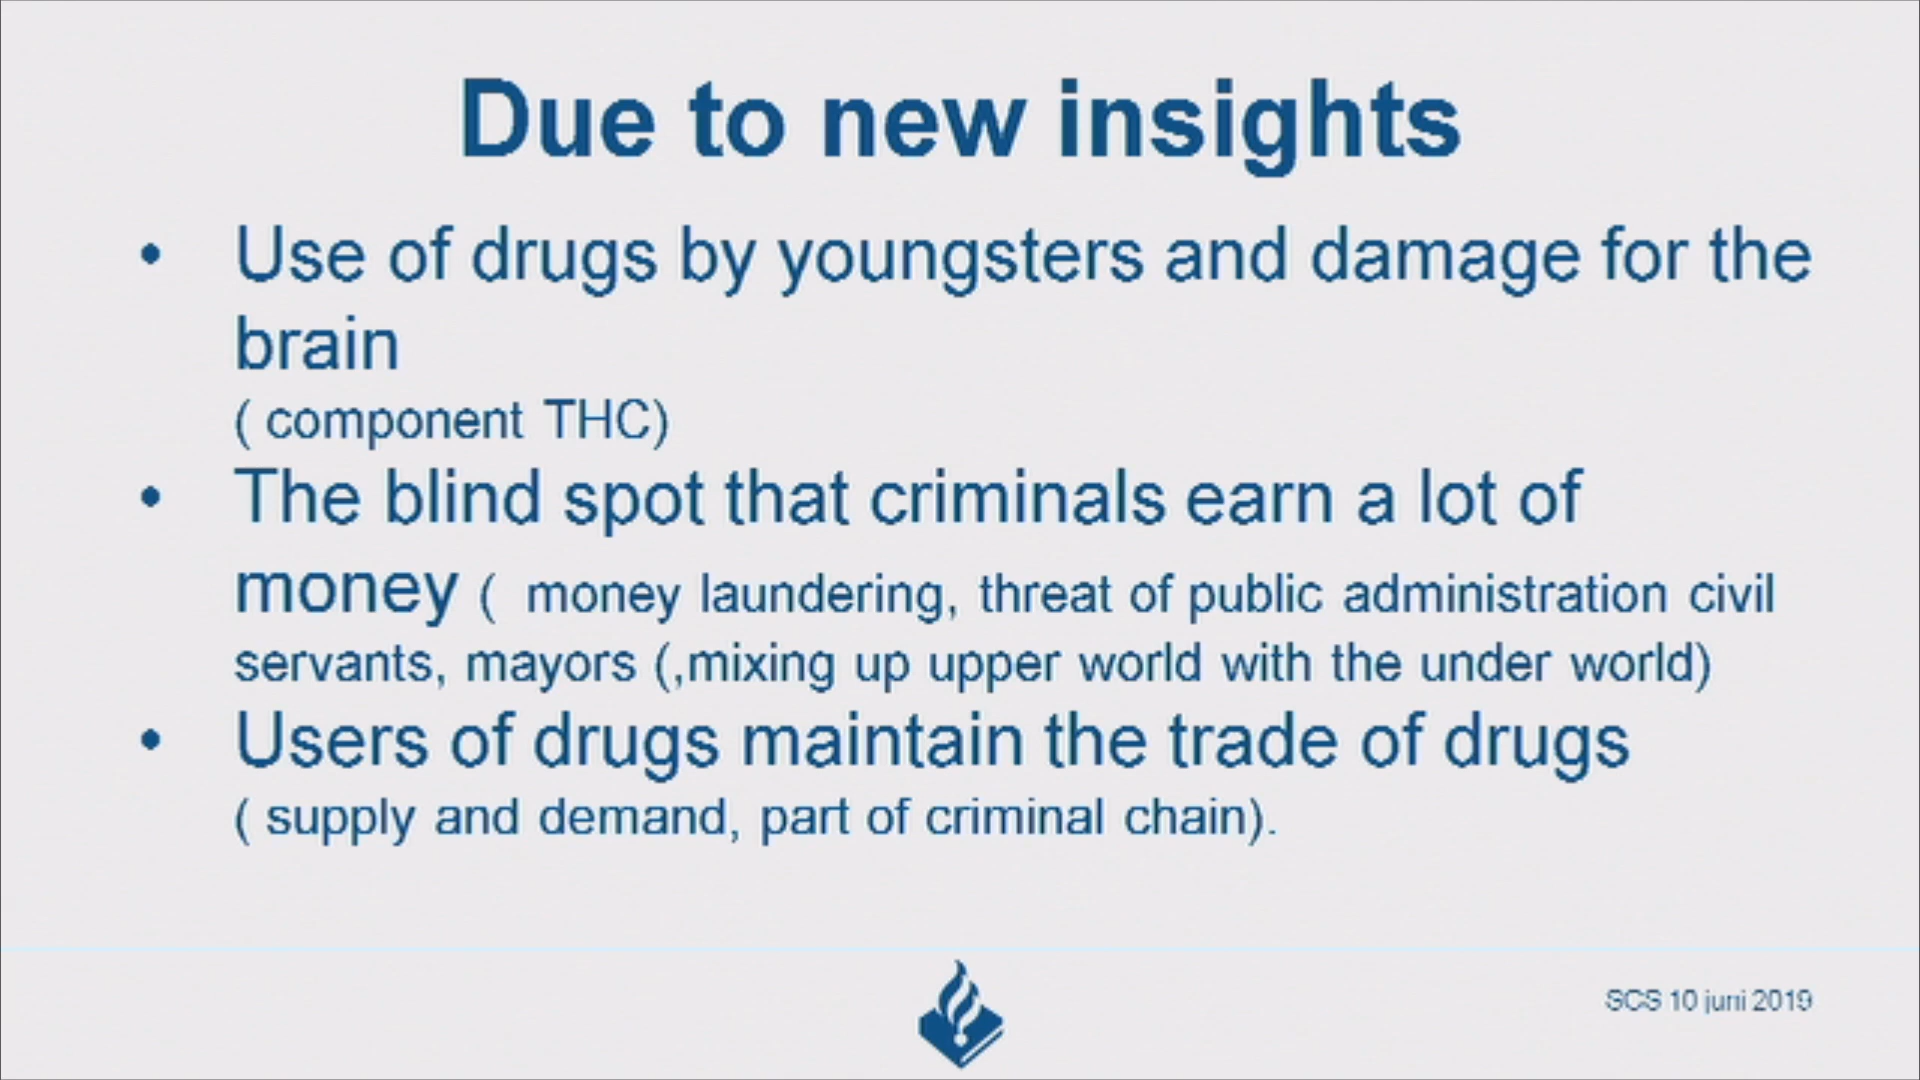 Due to new insights
• Use of drugs by youngsters and damage for the
brain
( component THC)
• The blind spot that criminals earn a lot of
money ( money laundering, threat of public administration civil
servants, mayors (,mixing up upper world with the under world)
• Users of drugs maintain the trade of drugs
( supply and demand, part of criminal chain).
SCS 10 juni 2019